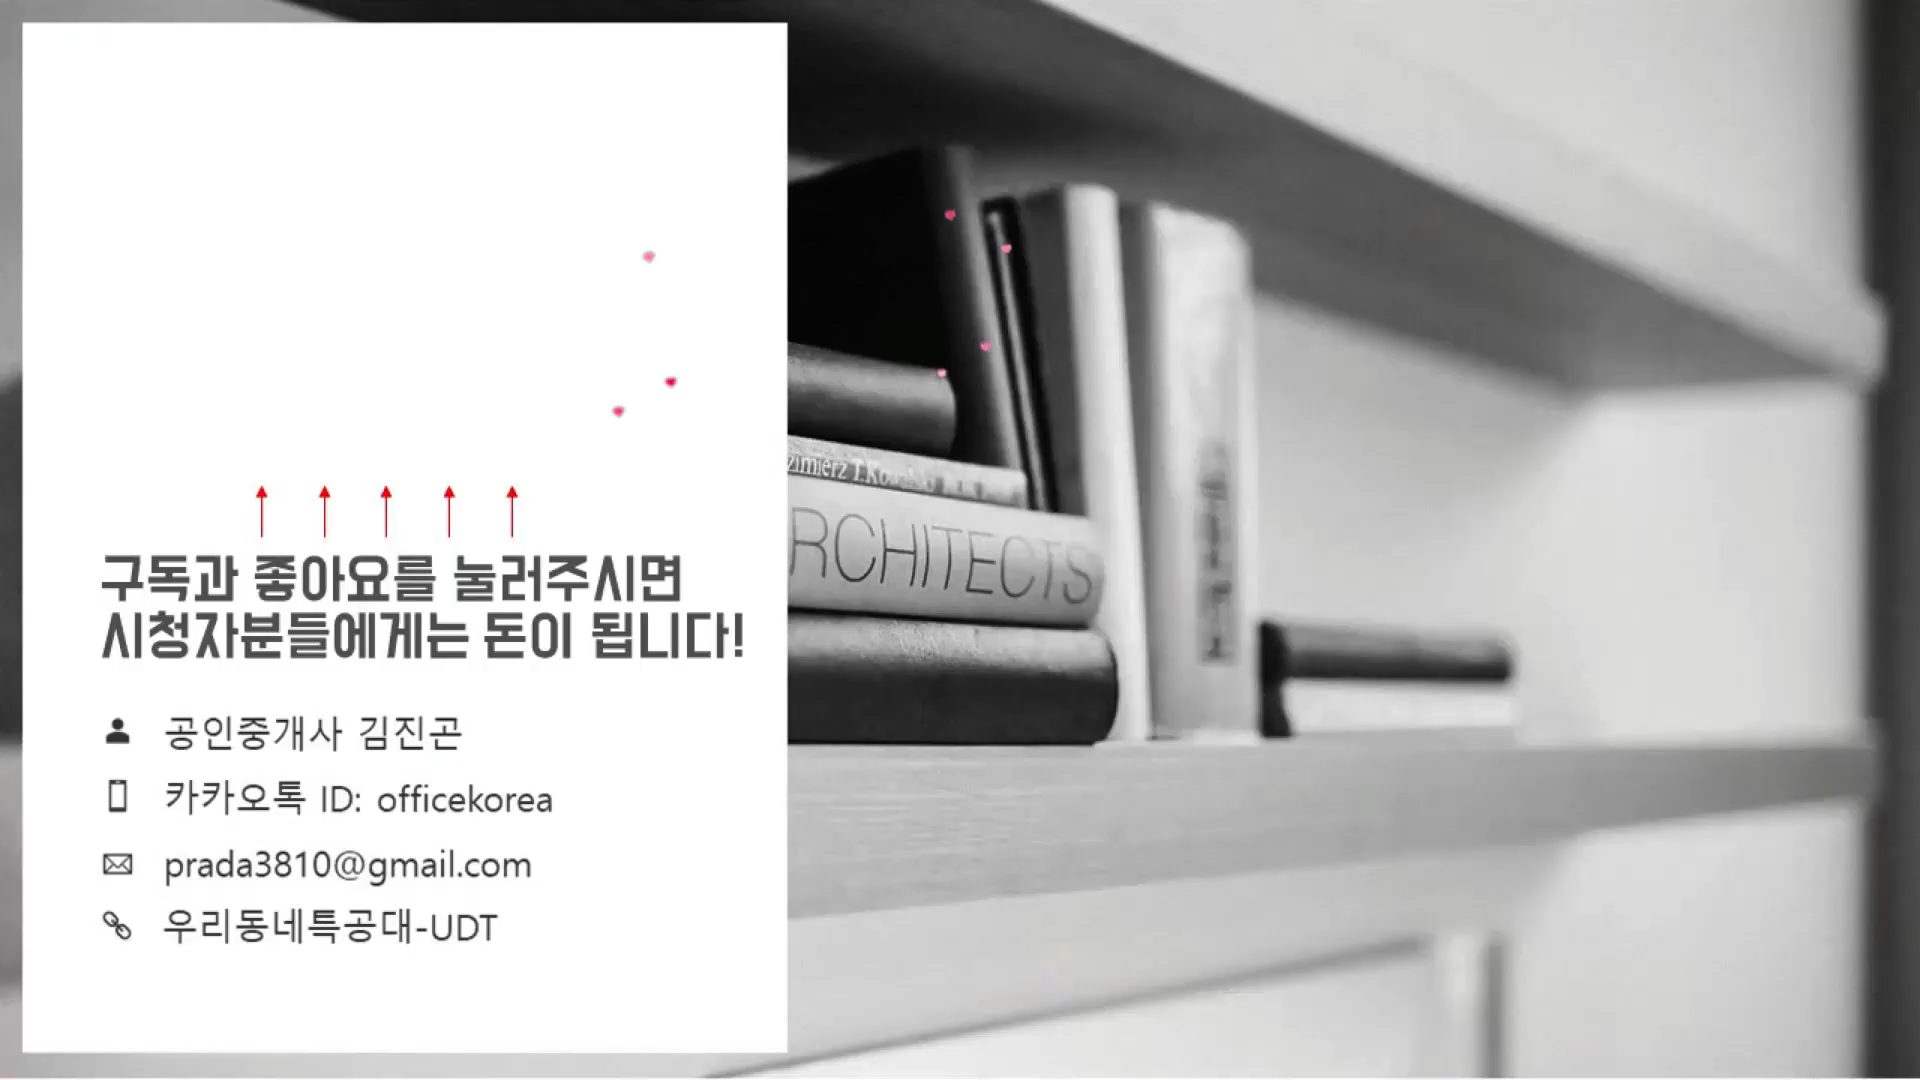 구독과 좋아요를 눌러주시면
시청자분들에게는 돈이 됩니다!
공인중개사 김진곤
카카오톡 ID: officekorea
prada3810@gmail.com
우리동네특공대-UDT
zimierz T.Kowalski
RCHITECTS